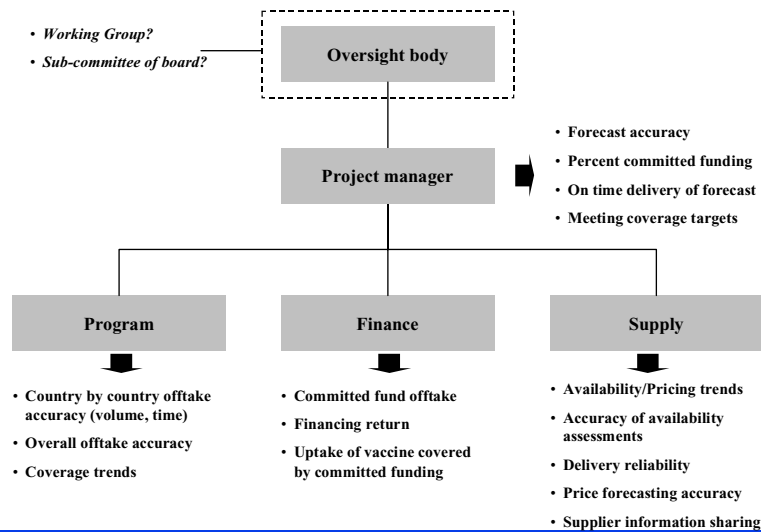 • Working Group?
• Sub-committee of board?
Oversight body
Project manager
• Forecast accuracy
• Percent committed funding
• On time delivery of forecast
• Meeting coverage targets
Program
Finance
Supply
• Country by country offtake
accuracy (volume, time)
• Overall offtake accuracy
• Coverage trends
• Committed fund offtake
• Financing return
• Uptake of vaccine covered
by committed funding
• Availability/Pricing trends
• Accuracy of availability
assessments
• Delivery reliability
• Price forecasting accuracy
• Supplier information sharing